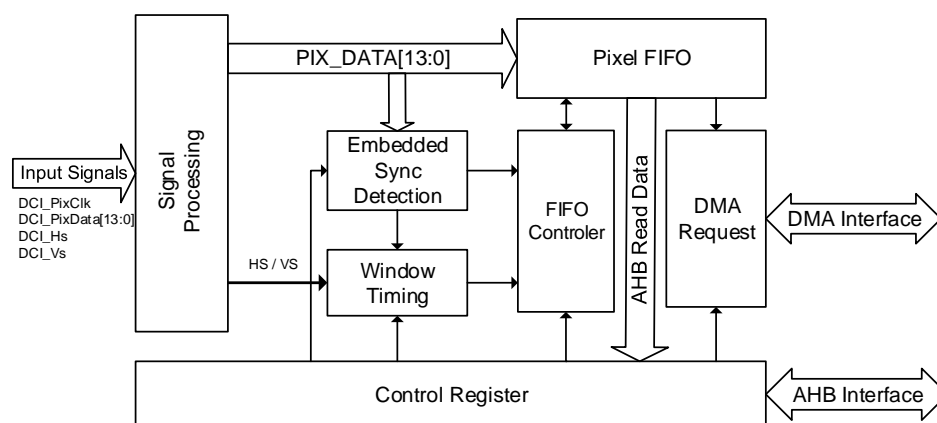 PIX_DATA[13:0]
Pixel FIFO
Input Signals
DCI_PixClk
DCI_PixData[13:0]
DCI_Hs
DCI_Vs
Signal
Processing
Embedded
Sync
Detection
FIFO
Controler
AHB Read Data
DMA
Request
DMA Interface
HS / VS
Window
Timing
Control Register
AHB Interface